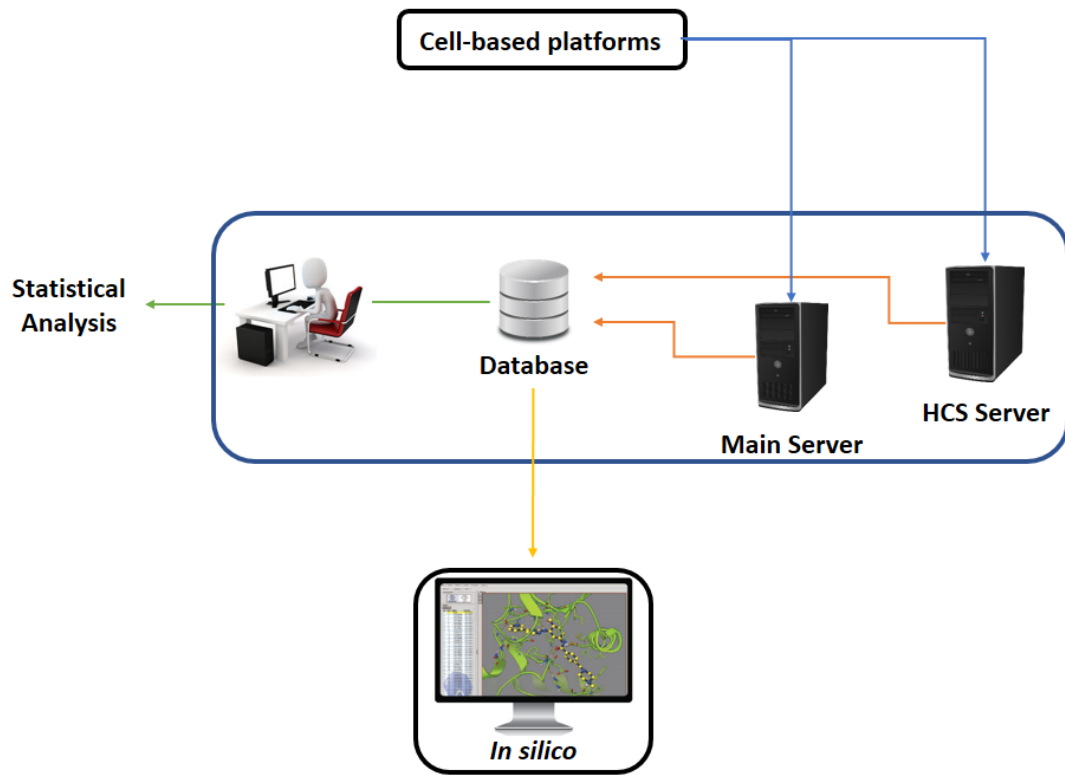 Cell-based platforms
Statistical
Analysis
Database
Main Server
HCS Server
In silico